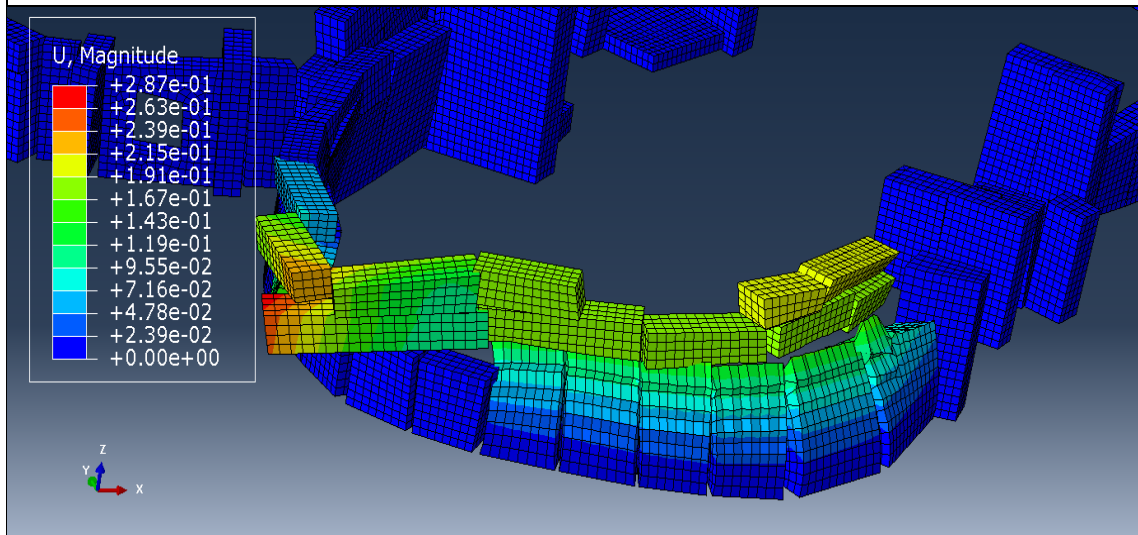 U, Magnitude
+2.87e-01
+2.63e-01
+2.39e-01
+2.15e-01
+1.91e-01
+1.67e-01
+1.43e-01
+1.19e-01
+9.55e-02
+7.16e-02
+4.78e-02
+2.39e-02
+0.00e+00
Z
Y
X